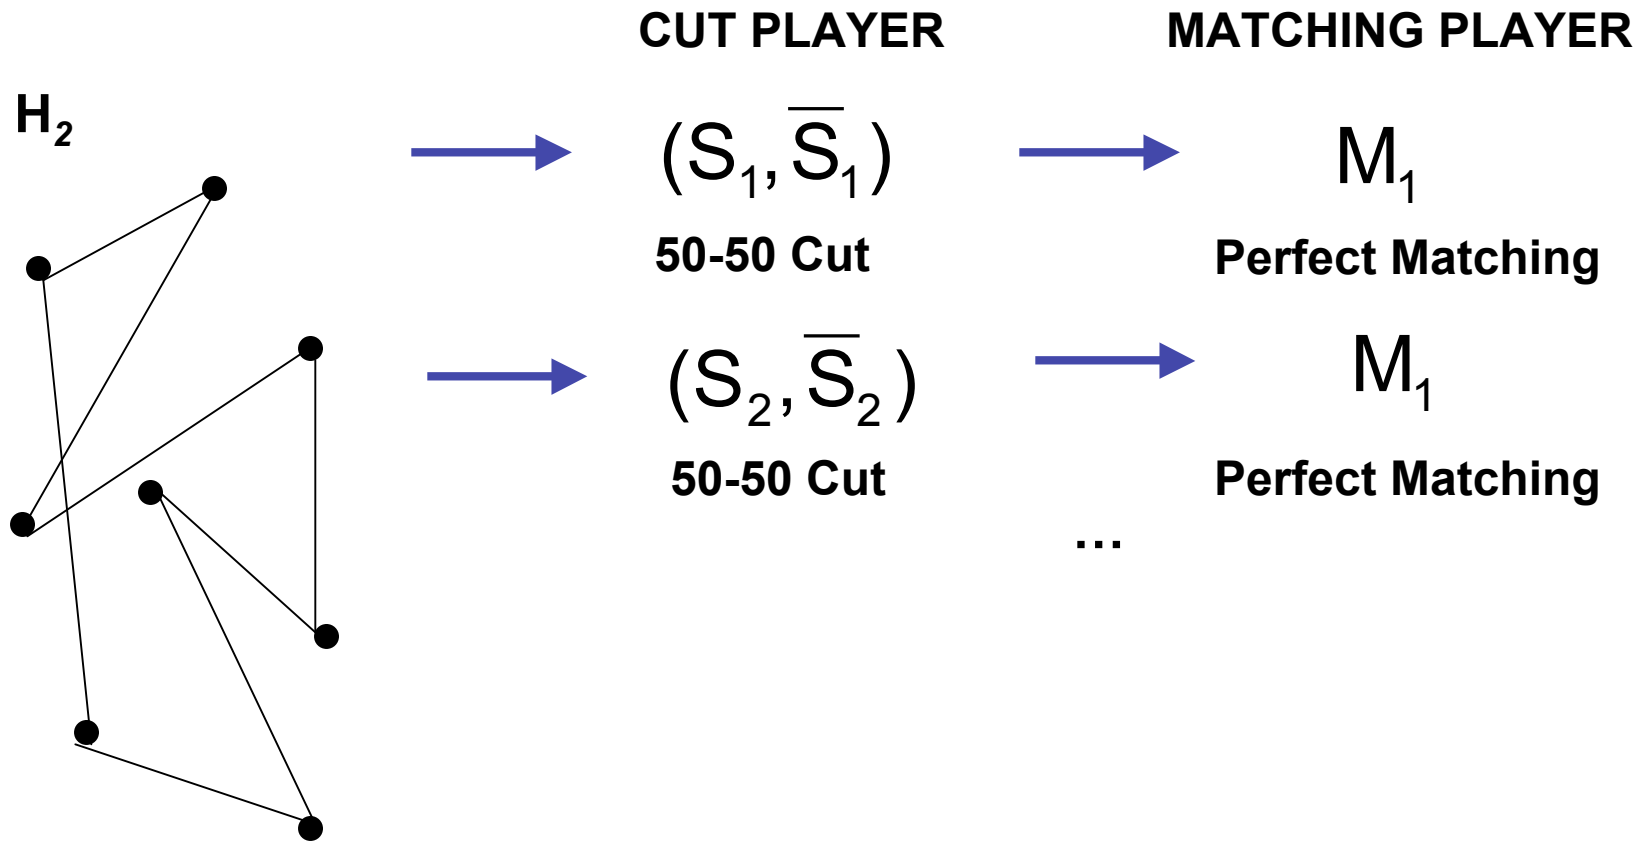 CUT PLAYER MATCHING PLAYER
H₂
(S₁, S̅₁) M₁
50-50 Cut Perfect Matching
(S₂, S̅₂) M₁
50-50 Cut Perfect Matching
...